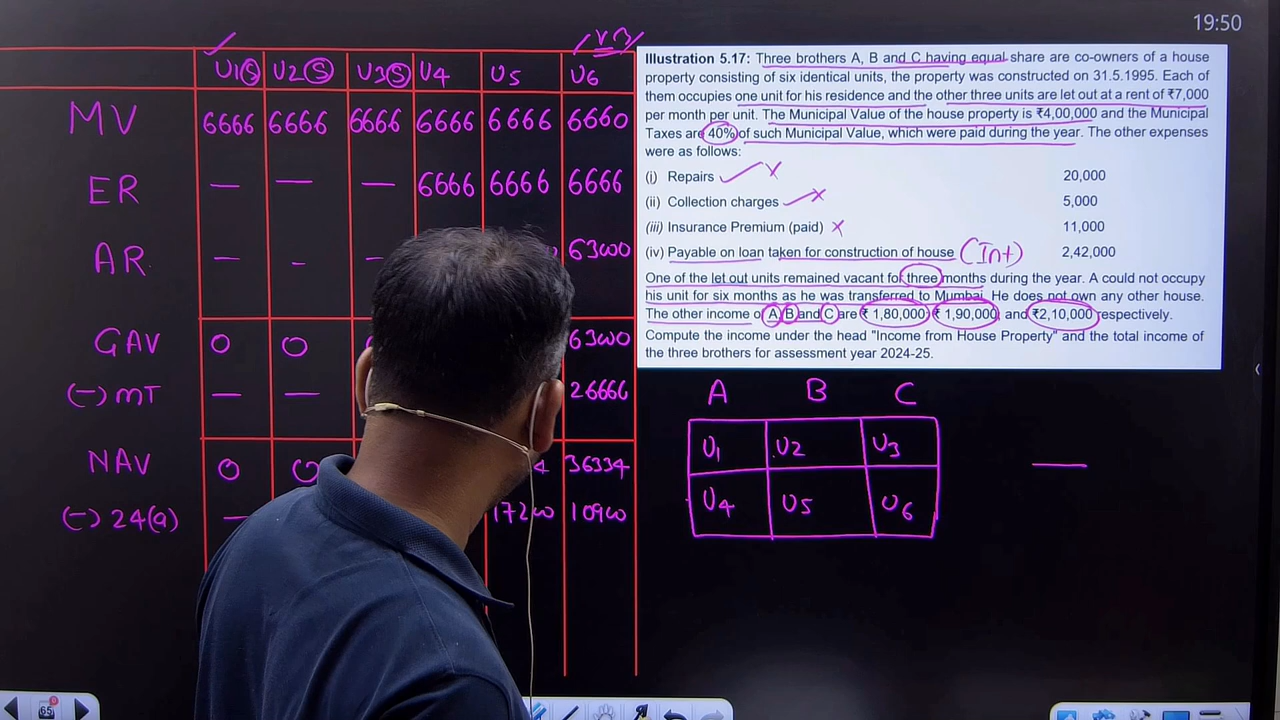 19:50
(VB)
U1(S) U2(S) U3(S) U4 U5 U6
MV 6666 6666 6666 6666 6666 6660
ER — — — 6666 6666 6666
AR. — - — 63000
GAV 0 0 63000
(-) MT — — 26666
NAV 0 0 4 36334
(-) 24(a) — 17200 10900
Illustration 5.17: Three brothers A, B and C having equal share are co-owners of a house
property consisting of six identical units, the property was constructed on 31.5.1995. Each of
them occupies one unit for his residence and the other three units are let out at a rent of ₹7,000
per month per unit. The Municipal Value of the house property is ₹4,00,000 and the Municipal
Taxes are 40% of such Municipal Value, which were paid during the year. The other expenses
were as follows:
(i) Repairs 20,000
(ii) Collection charges 5,000
(iii) Insurance Premium (paid) 11,000
(iv) Payable on loan taken for construction of house (Int) 2,42,000
One of the let out units remained vacant for three months during the year. A could not occupy
his unit for six months as he was transferred to Mumbai. He does not own any other house.
The other income of A B and C are ₹ 1,80,000, ₹ 1,90,000, and ₹2,10,000 respectively.
Compute the income under the head "Income from House Property" and the total income of
the three brothers for assessment year 2024-25.
A B C
U1 U2 U3
U4 U5 U6
65